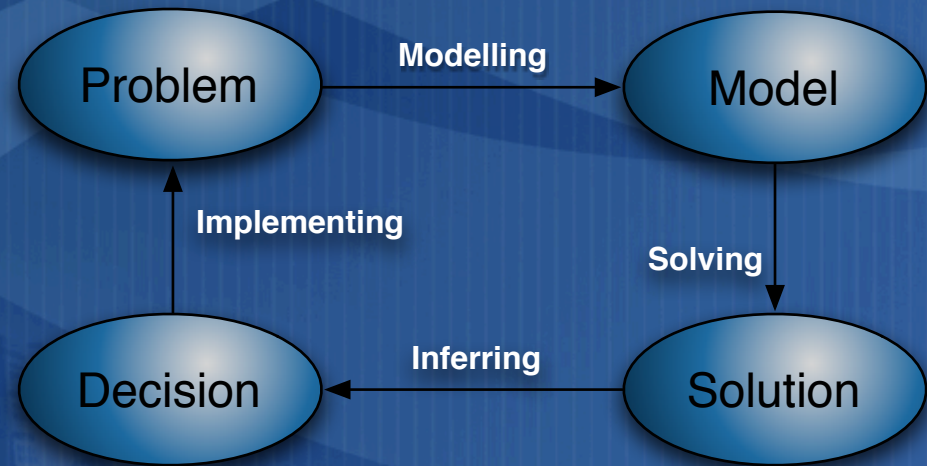 Problem
Modelling
Model
Implementing
Solving
Decision
Inferring
Solution